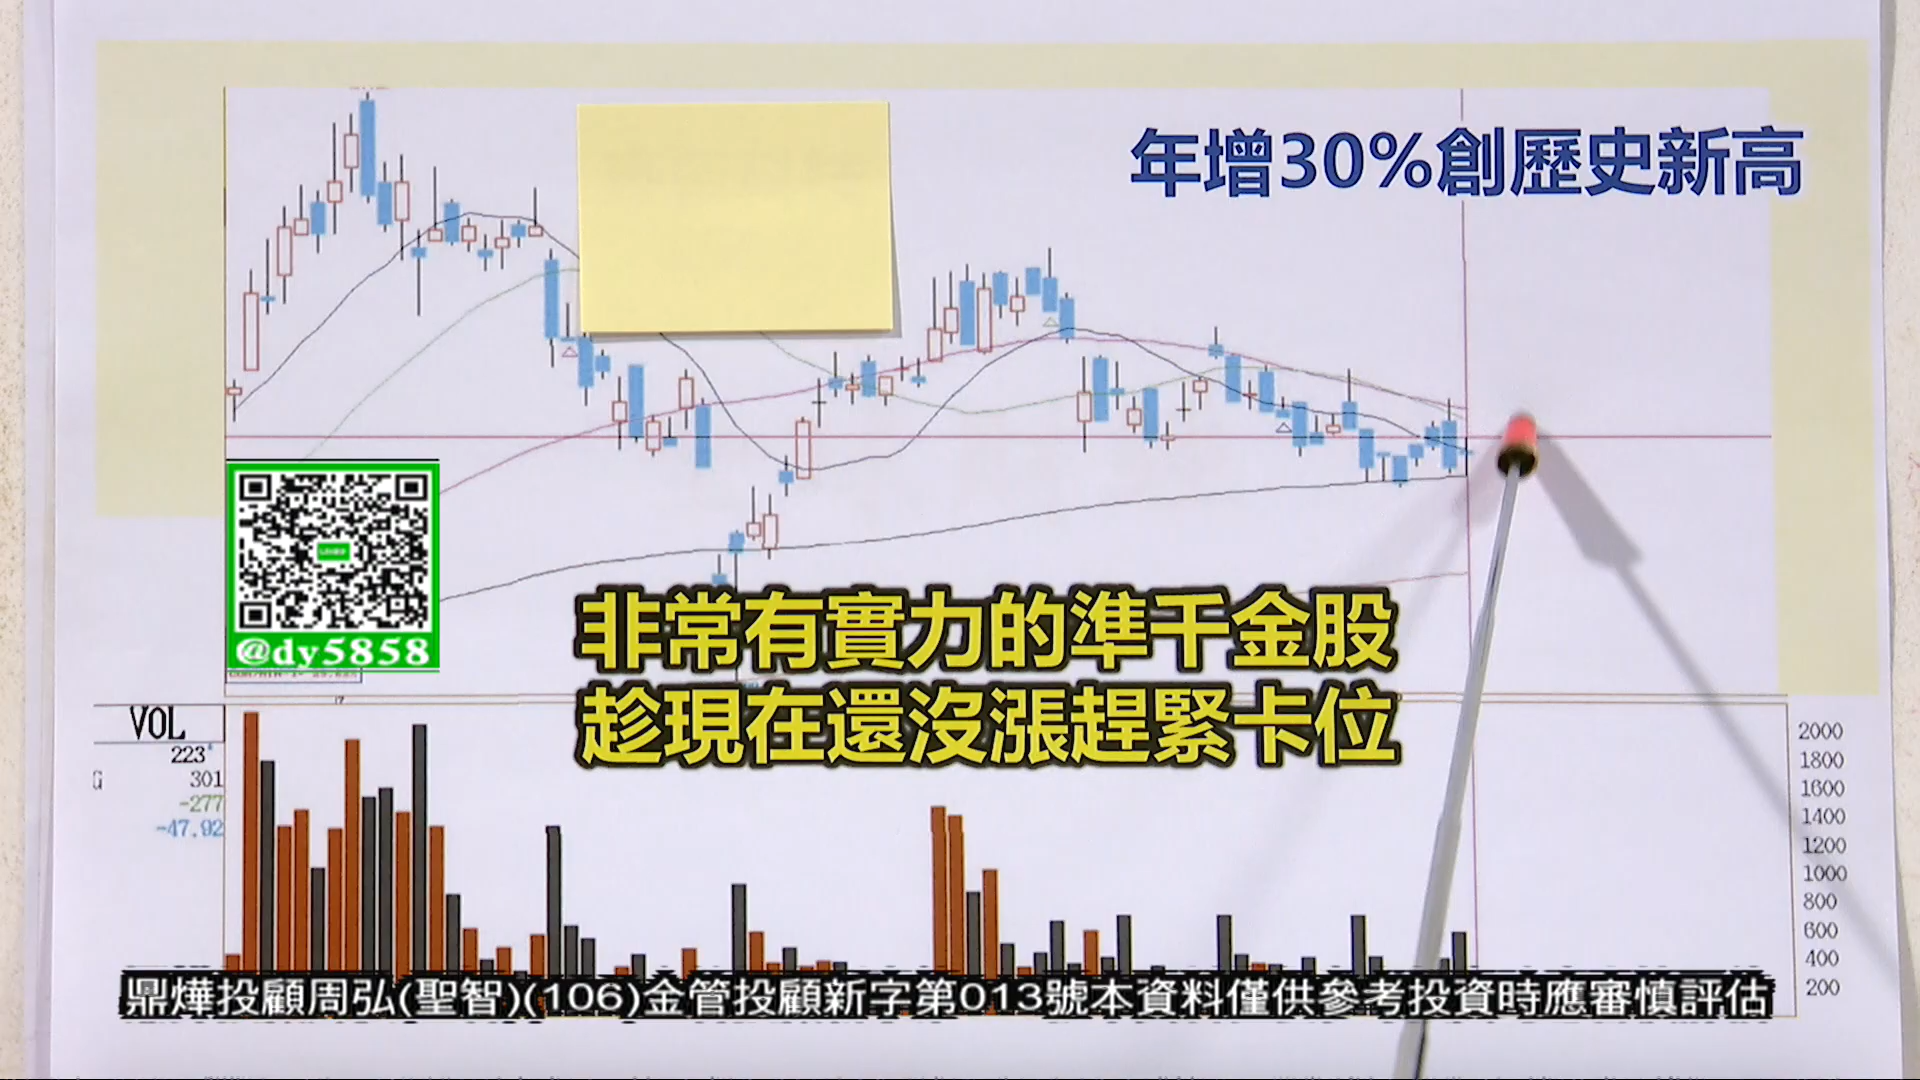 年增30%創歷史新高
@dy5858
非常有實力的準千金股
趁現在還沒漲趕緊卡位
VOL
223
G 301
-277
-47.92
2000
1800
1600
1400
1200
1000
800
600
400
200
鼎燁投顧周弘(聖智)(106)金管投顧新字第013號本資料僅供參考投資時應審慎評估